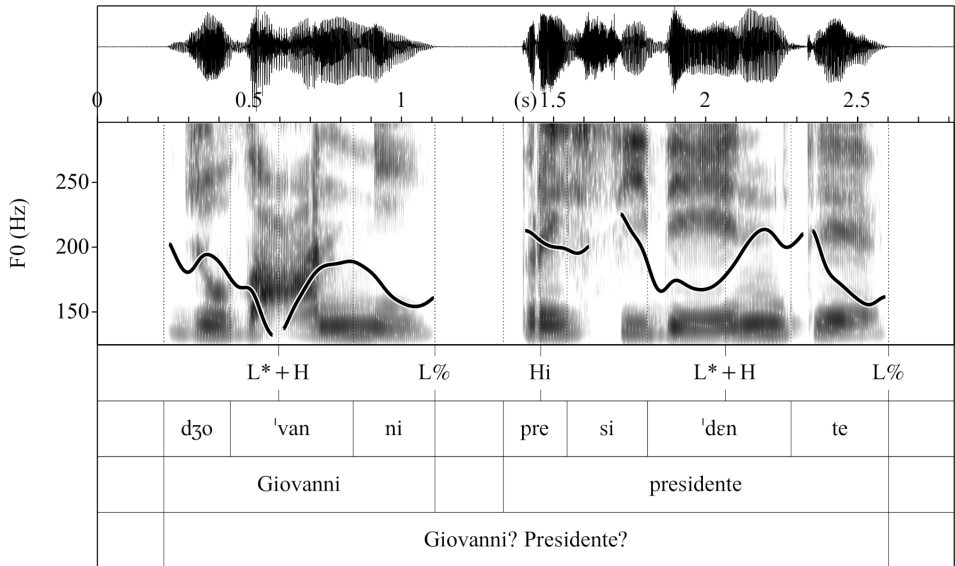 0 0.5 1 (s) 1.5 2 2.5
F0 (Hz)
250
200
150
L*+H L% Hi L*+H L%
dʒo ˈvan ni pre si ˈdɛn te
Giovanni presidente
Giovanni? Presidente?